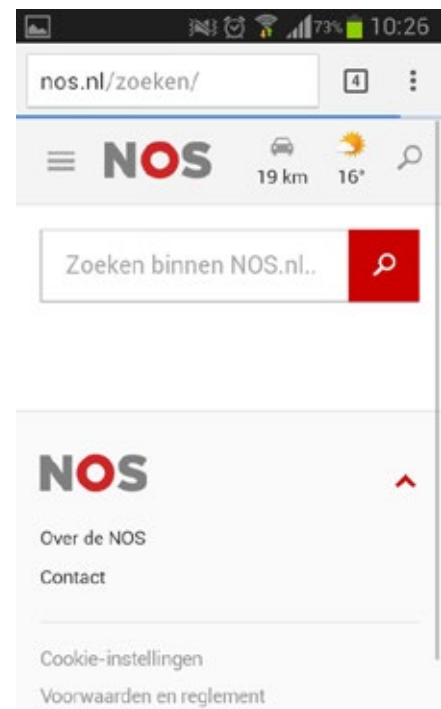 73% 10:26
nos.nl/zoeken/ 4
NOS 19 km 16°
Zoeken binnen NOS.nl..
NOS
Over de NOS
Contact
Cookie-instellingen
Voorwaarden en reglement